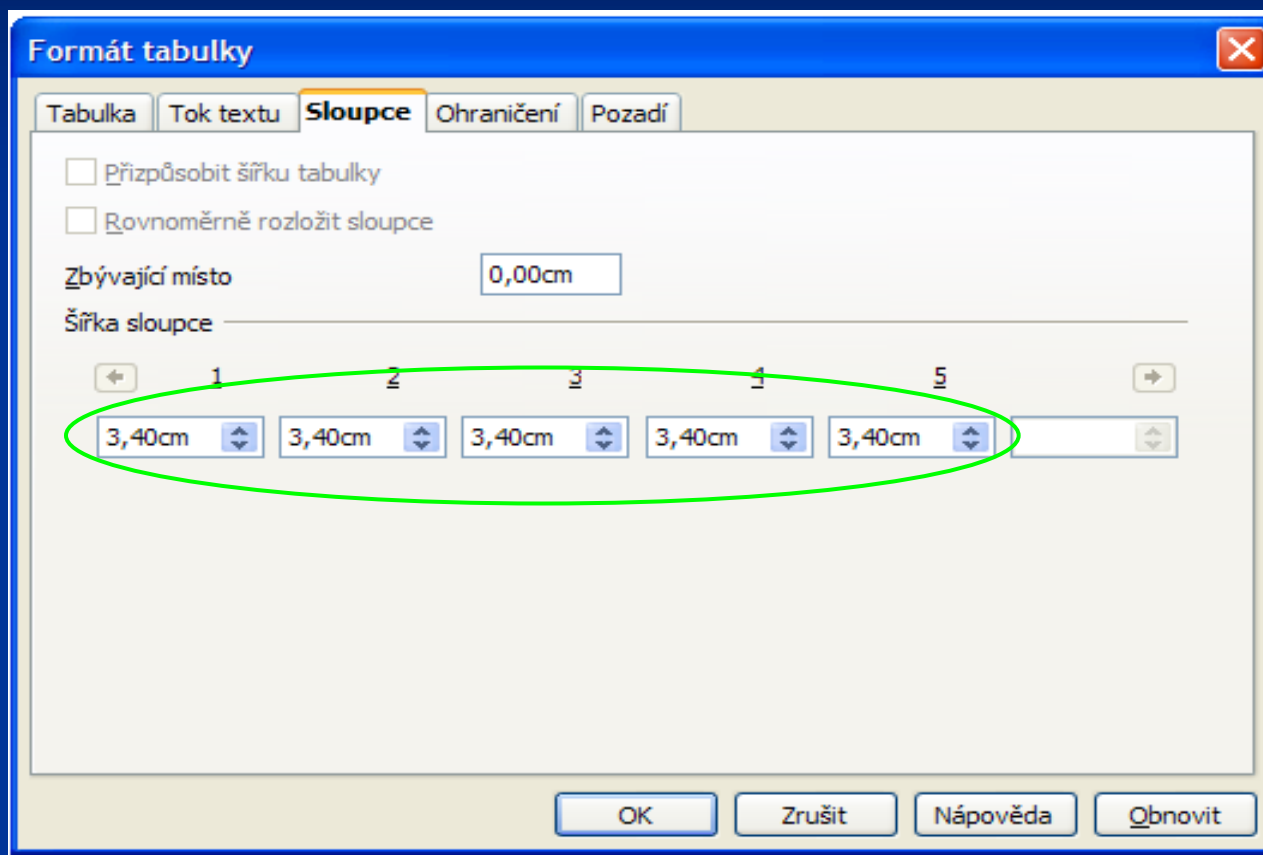 Formát tabulky
Tabulka Tok textu Sloupce Ohraničení Pozadí
Přizpůsobit šířku tabulky
Rovnoměrně rozložit sloupce
Zbývající místo 0,00cm
Šířka sloupce
1 2 3 4 5
3,40cm 3,40cm 3,40cm 3,40cm 3,40cm
OK Zrušit Nápověda Obnovit